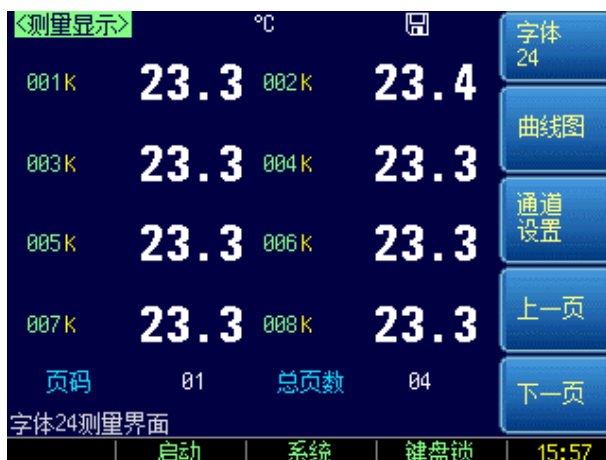 <测量显示> °C
001K 23.3 002K 23.4
003K 23.3 004K 23.3
005K 23.3 006K 23.3
007K 23.3 008K 23.3
页码 01 总页数 04
字体24测量界面
启动 系统 键盘锁 15:57
字体
24
曲线图
通道
设置
上一页
下一页